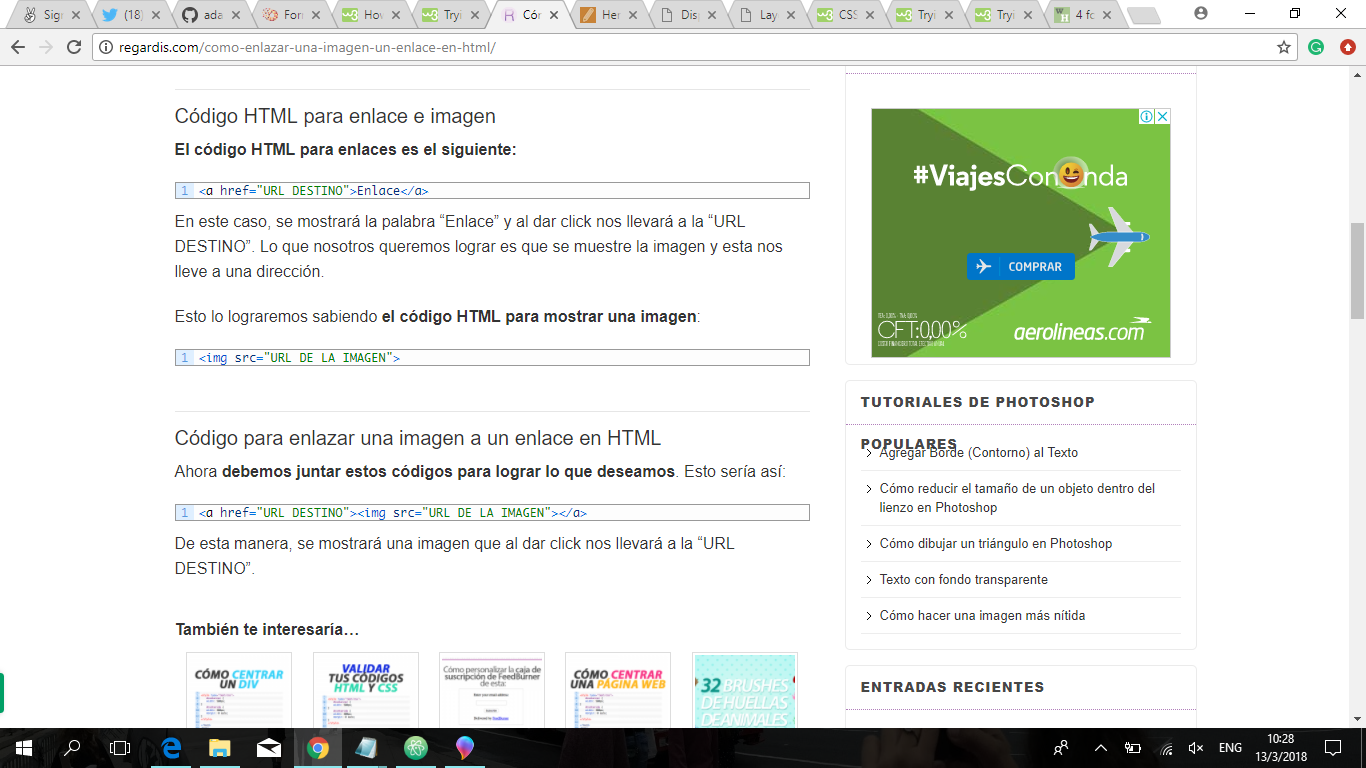 Sign
(18)
ada
Forr
How
Tryi
Cór
Her
Disp
Lay
CSS
Tryi
Tryi
4 fo
regardis.com/como-enlazar-una-imagen-un-enlace-en-html/
Código HTML para enlace e imagen
El código HTML para enlaces es el siguiente:
1 <a href="URL DESTINO">Enlace</a>
En este caso, se mostrará la palabra “Enlace” y al dar click nos llevará a la “URL
DESTINO”. Lo que nosotros queremos lograr es que se muestre la imagen y esta nos
lleve a una dirección.
Esto lo lograremos sabiendo el código HTML para mostrar una imagen:
1 <img src="URL DE LA IMAGEN">
Código para enlazar una imagen a un enlace en HTML
Ahora debemos juntar estos códigos para lograr lo que deseamos. Esto sería así:
1 <a href="URL DESTINO"><img src="URL DE LA IMAGEN"></a>
De esta manera, se mostrará una imagen que al dar click nos llevará a la “URL
DESTINO”.
También te interesaría…
CÓMO CENTRAR
UN DIV
VALIDAR
TUS CÓDIGOS
HTML Y CSS
Cómo personalizar la caja de
suscripción de FeedBurner
de esta:
CÓMO CENTRAR
UNA PÁGINA WEB
32 BRUSHES
DE HUELLAS
DE ANIMALES
#ViajesConOnda
COMPRAR
CFT:0,00%
aerolineas.com
TUTORIALES DE PHOTOSHOP
POPULARES
Agregar Borde (Contorno) al Texto
Cómo reducir el tamaño de un objeto dentro del
lienzo en Photoshop
Cómo dibujar un triángulo en Photoshop
Texto con fondo transparente
Cómo hacer una imagen más nítida
ENTRADAS RECIENTES
ENG
10:28
13/3/2018